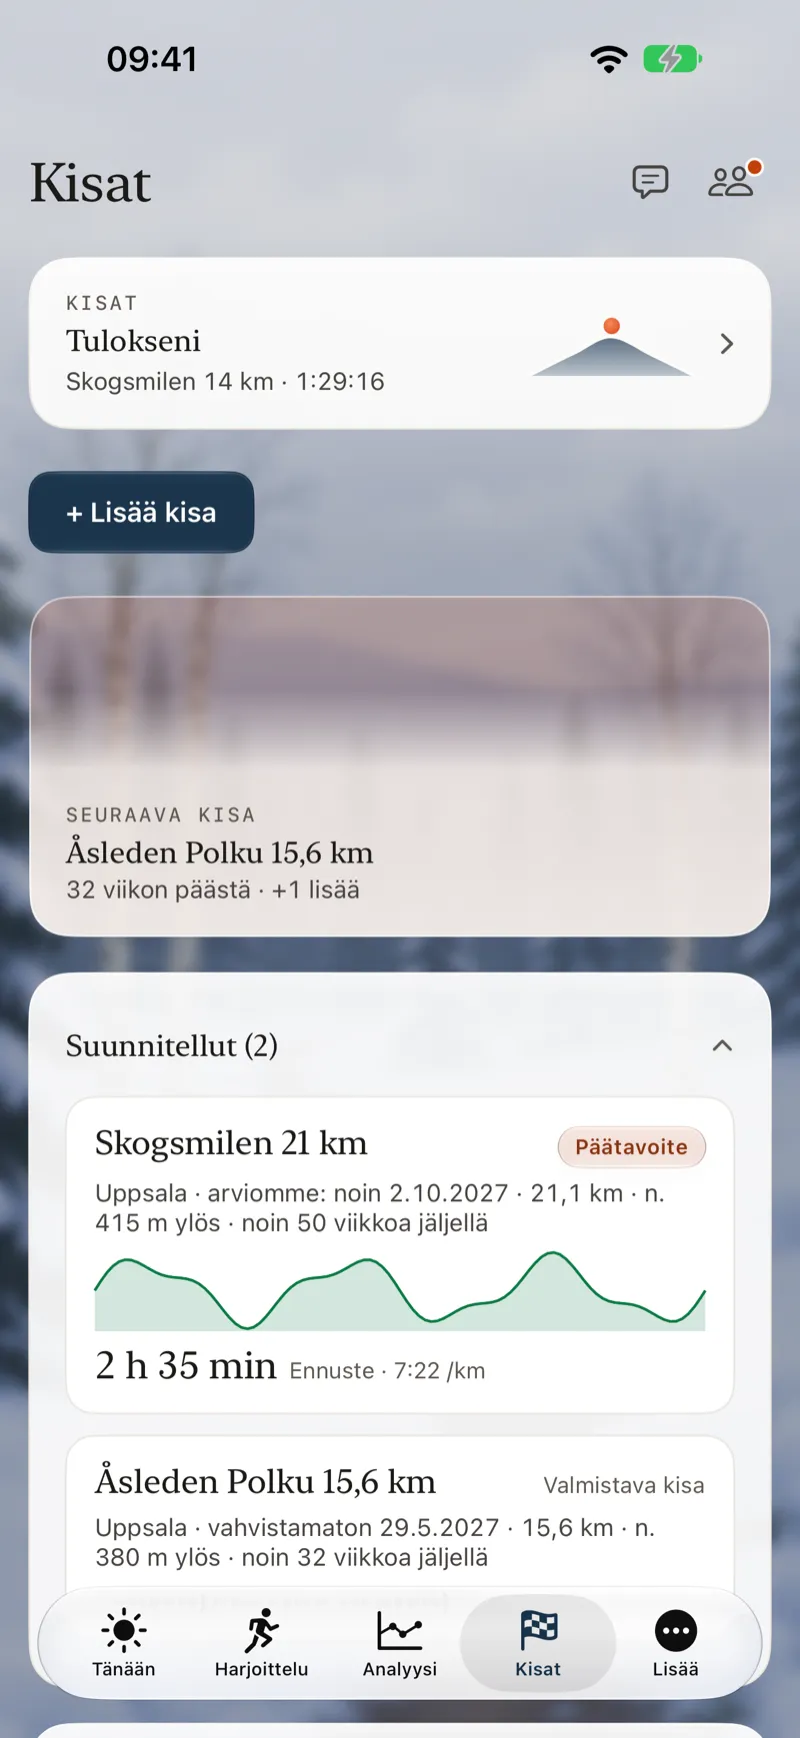 09:41
Kisat
KISAT
Tulokseni
Skogsmilen 14 km · 1:29:16
+ Lisää kisa
SEURAAVA KISA
Åsleden Polku 15,6 km
32 viikon päästä · +1 lisää
Suunnitellut (2)
Skogsmilen 21 km
Päätavoite
Uppsala · arviomme: noin 2.10.2027 · 21,1 km · n.
415 m ylös · noin 50 viikkoa jäljellä
2 h 35 min Ennuste · 7:22 /km
Åsleden Polku 15,6 km
Valmistava kisa
Uppsala · vahvistamaton 29.5.2027 · 15,6 km · n.
380 m ylös · noin 32 viikkoa jäljellä
Tänään
Harjoittelu
Analyysi
Kisat
Lisää